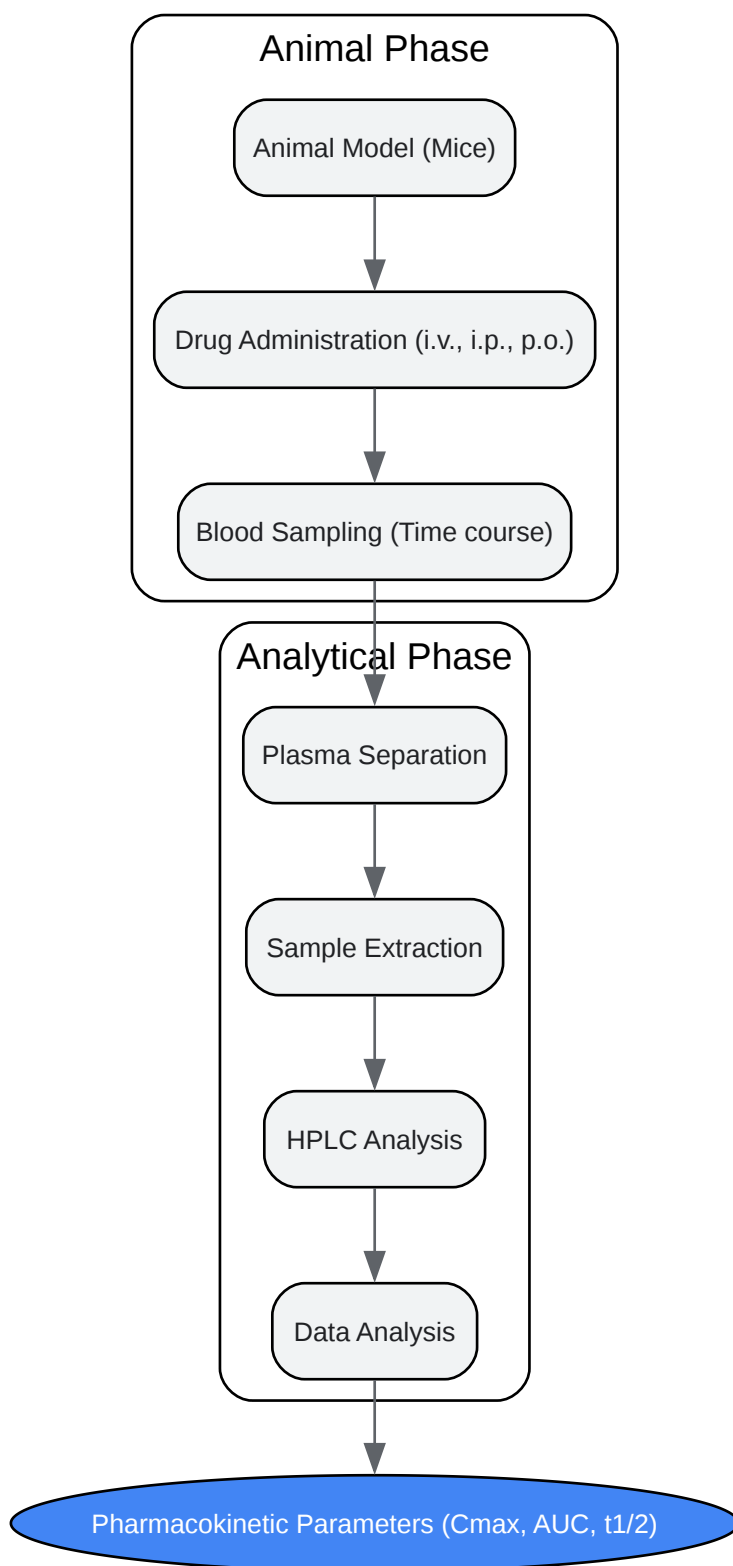 Animal Phase
Animal Model (Mice)
Drug Administration (i.v., i.p., p.o.)
Blood Sampling (Time course)
Analytical Phase
Plasma Separation
Sample Extraction
HPLC Analysis
Data Analysis
Pharmacokinetic Parameters (Cmax, AUC, t1/2)